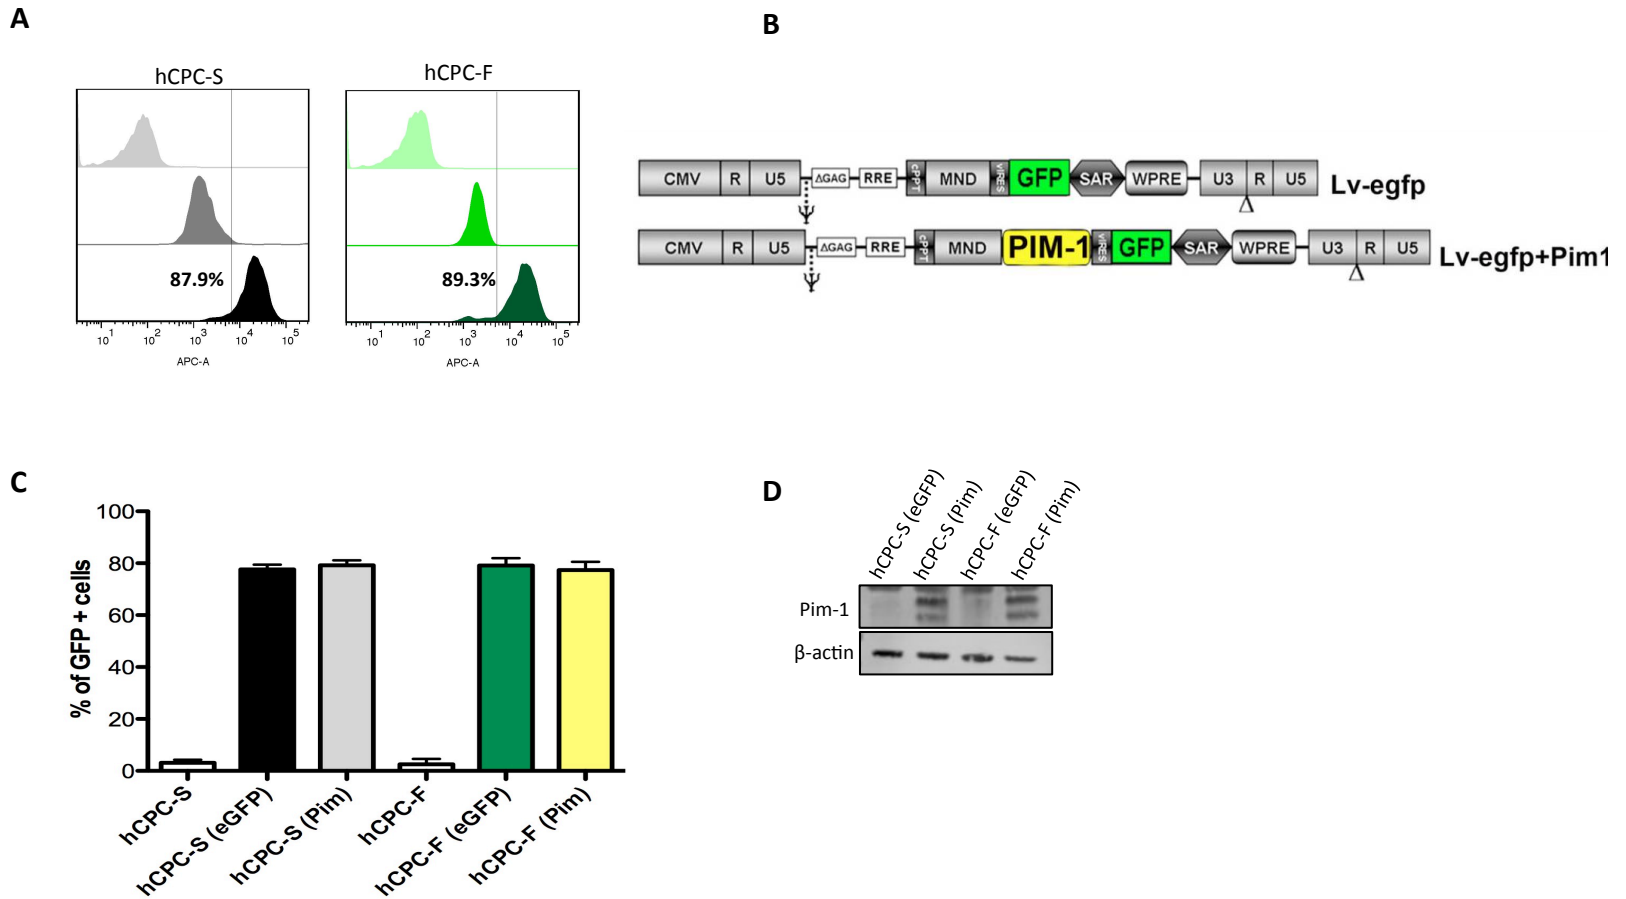 A
hCPC-S
hCPC-F
87.9%
89.3%
10^1 10^2 10^3 10^4 10^5
10^1 10^2 10^3 10^4 10^5
APC-A
APC-A
B
CMV R U5 ΔGAG RRE cPPT MND vIRES GFP SAR WPRE U3 R U5 Lv-egfp
Ψ Δ
CMV R U5 ΔGAG RRE cPPT MND PIM-1 vIRES GFP SAR WPRE U3 R U5 Lv-egfp+Pim1
Ψ Δ
C
% of GFP + cells
100
80
60
40
20
0
hCPC-S
hCPC-S (eGFP)
hCPC-S (Pim)
hCPC-F
hCPC-F (eGFP)
hCPC-F (Pim)
D
hCPC-S (eGFP)
hCPC-S (Pim)
hCPC-F (eGFP)
hCPC-F (Pim)
Pim-1
β-actin